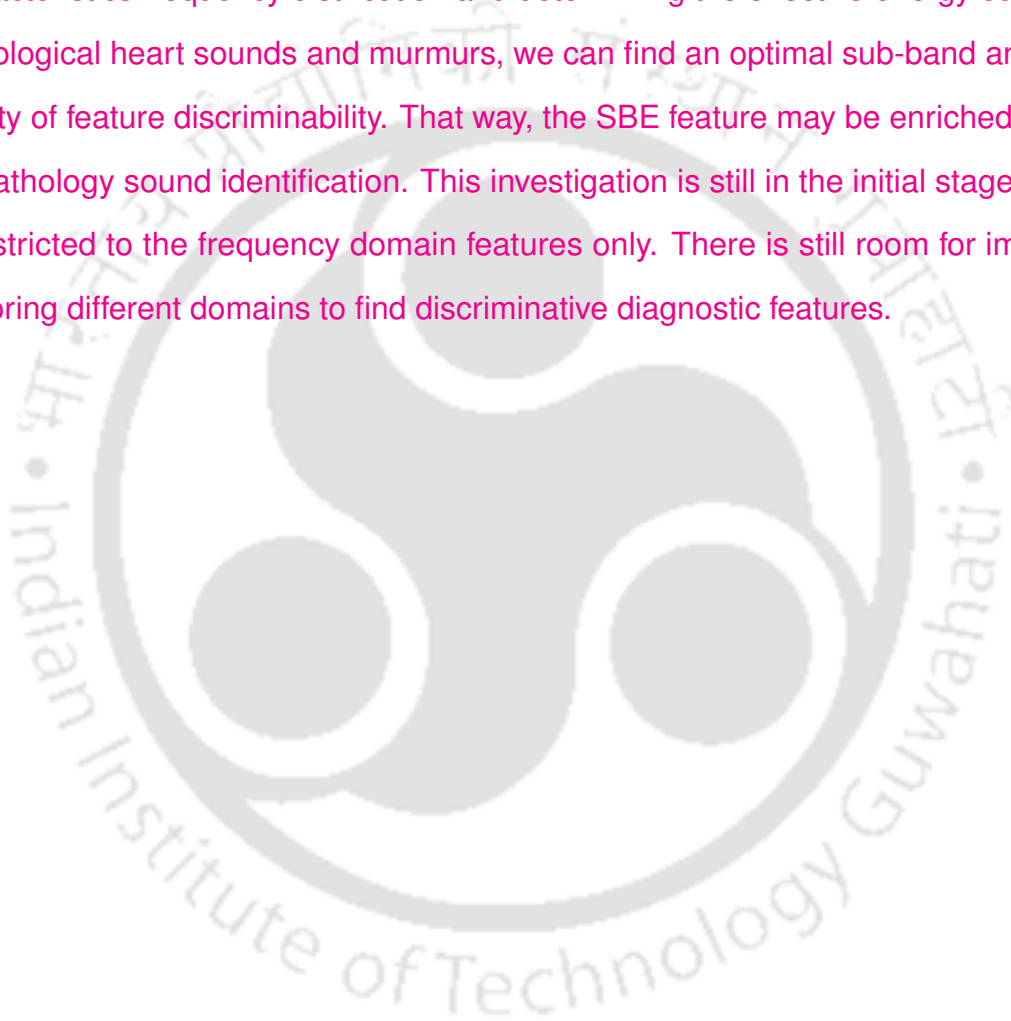 ological heart sounds and murmurs, we can find an optimal sub-band an
ty of feature discriminability. That way, the SBE feature may be enriched
athology sound identification. This investigation is still in the initial stage
stricted to the frequency domain features only. There is still room for im
oring different domains to find discriminative diagnostic features.
Indian Institute of Technology Guwahati